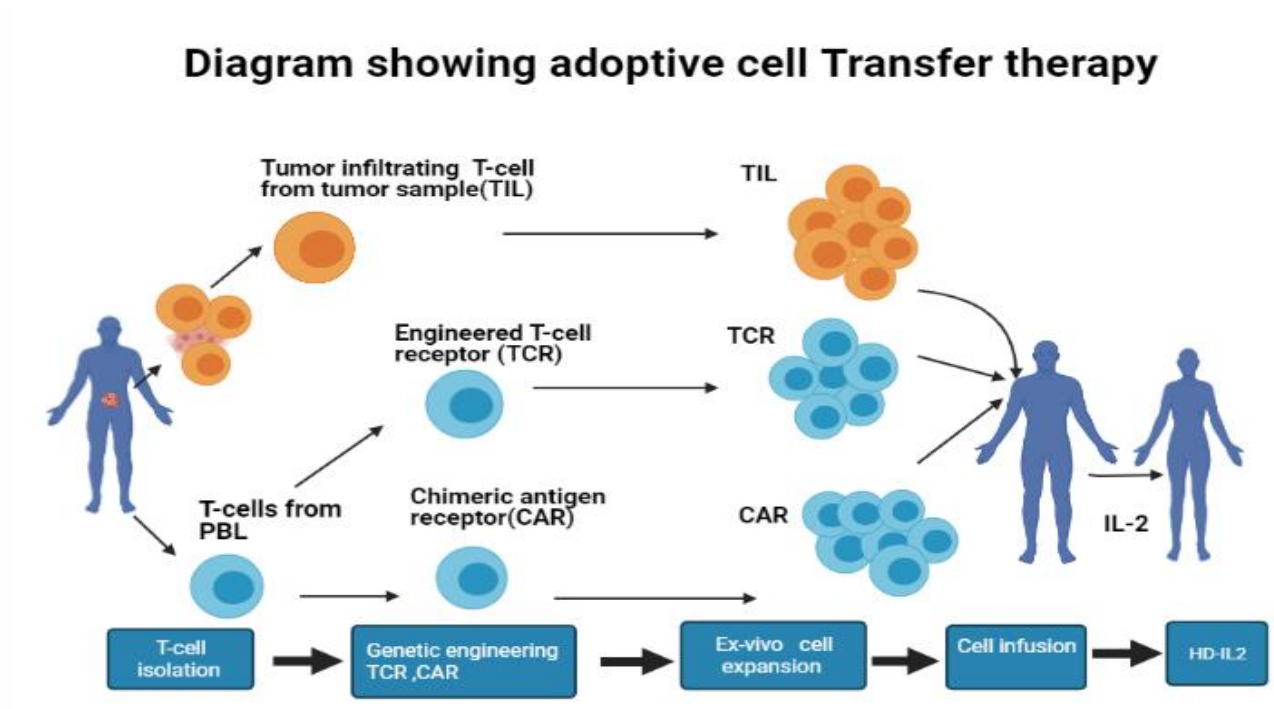 Diagram showing adoptive cell Transfer therapy
Tumor infiltrating T-cell
from tumor sample(TIL)
TIL
Engineered T-cell
receptor (TCR)
TCR
T-cells from
PBL
Chimeric antigen
receptor(CAR)
CAR
IL-2
T-cell
isolation
Genetic engineering
TCR ,CAR
Ex-vivo cell
expansion
Cell infusion
HD-IL2